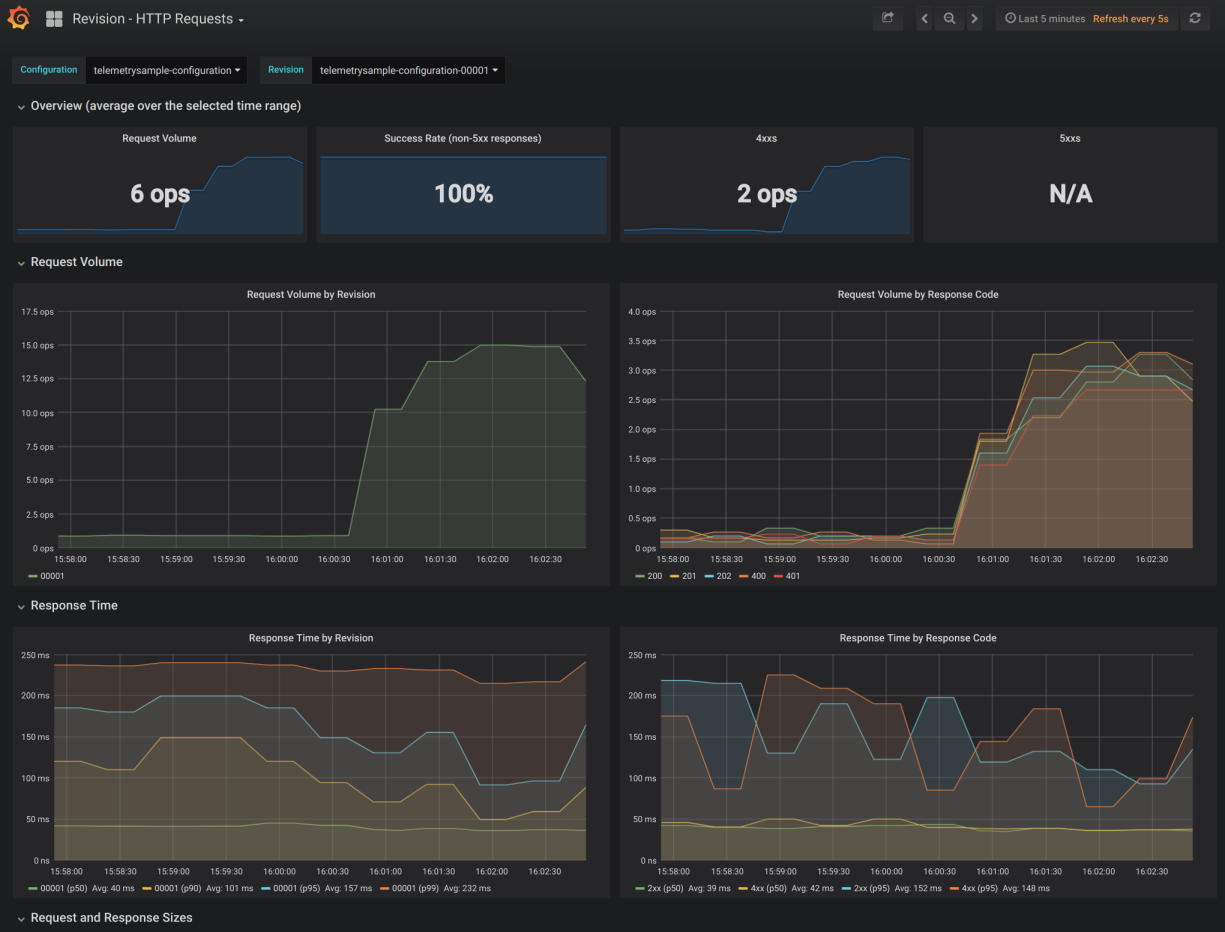 Revision - HTTP Requests
Last 5 minutes Refresh every 5s
Configuration telemetrysample-configuration Revision telemetrysample-configuration-00001
Overview (average over the selected time range)
Request Volume
6 ops
Success Rate (non-5xx responses)
100%
4xxs
2 ops
5xxs
N/A
Request Volume
Request Volume by Revision
17.5 ops
15.0 ops
12.5 ops
10.0 ops
7.5 ops
5.0 ops
2.5 ops
0 ops
15:58:00 15:58:30 15:59:00 15:59:30 16:00:00 16:00:30 16:01:00 16:01:30 16:02:00 16:02:30
00001
Request Volume by Response Code
4.0 ops
3.5 ops
3.0 ops
2.5 ops
2.0 ops
1.5 ops
1.0 ops
0.5 ops
0 ops
15:58:00 15:58:30 15:59:00 15:59:30 16:00:00 16:00:30 16:01:00 16:01:30 16:02:00 16:02:30
200 201 202 400 401
Response Time
Response Time by Revision
250 ms
200 ms
150 ms
100 ms
50 ms
0 ns
15:58:00 15:58:30 15:59:00 15:59:30 16:00:00 16:00:30 16:01:00 16:01:30 16:02:00 16:02:30
00001 (p50) Avg: 40 ms 00001 (p90) Avg: 101 ms 00001 (p95) Avg: 157 ms 00001 (p99) Avg: 232 ms
Response Time by Response Code
250 ms
200 ms
150 ms
100 ms
50 ms
0 ns
15:58:00 15:58:30 15:59:00 15:59:30 16:00:00 16:00:30 16:01:00 16:01:30 16:02:00 16:02:30
2xx (p50) Avg: 39 ms 4xx (p50) Avg: 42 ms 2xx (p95) Avg: 152 ms 4xx (p95) Avg: 148 ms
Request and Response Sizes